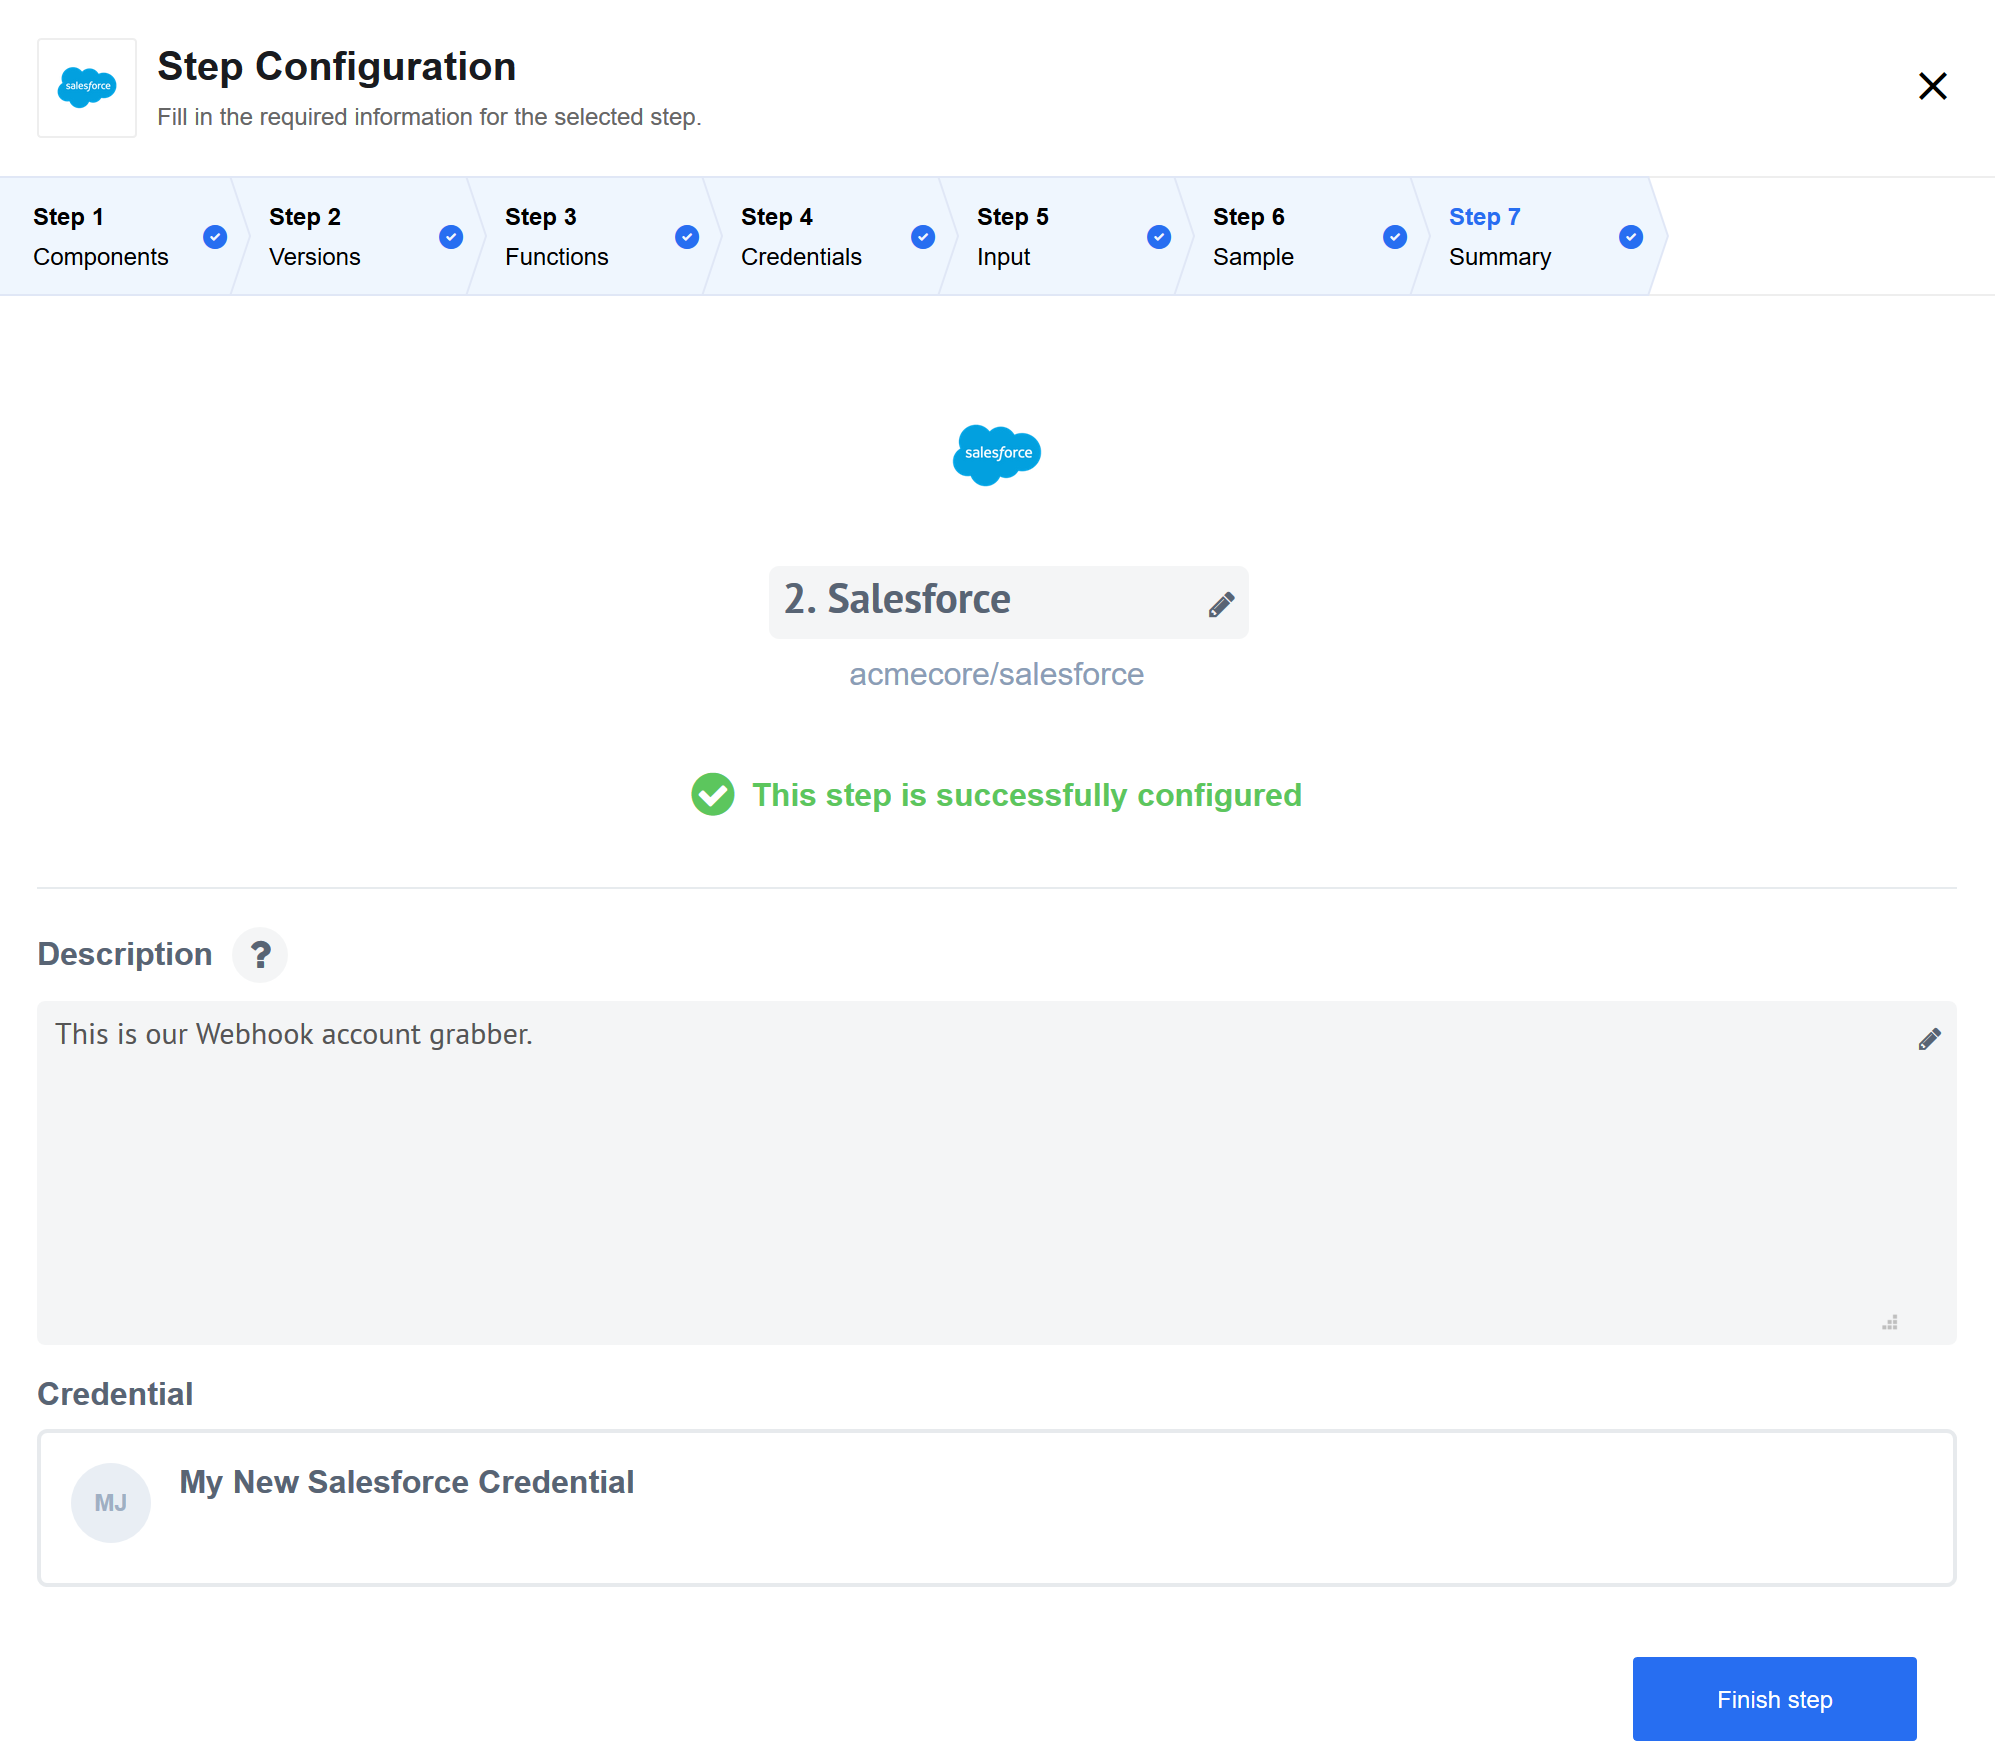 salesforce
Step Configuration
Fill in the required information for the selected step.
Step 1
Components
Step 2
Versions
Step 3
Functions
Step 4
Credentials
Step 5
Input
Step 6
Sample
Step 7
Summary
salesforce
2. Salesforce
acmecore/salesforce
This step is successfully configured
Description ?
This is our Webhook account grabber.
Credential
MJ
My New Salesforce Credential
Finish step